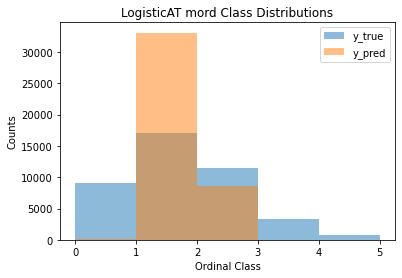 LogisticAT mord Class Distributions
y_true
y_pred
30000
25000
20000
15000
10000
5000
0
Counts
0 1 2 3 4 5
Ordinal Class